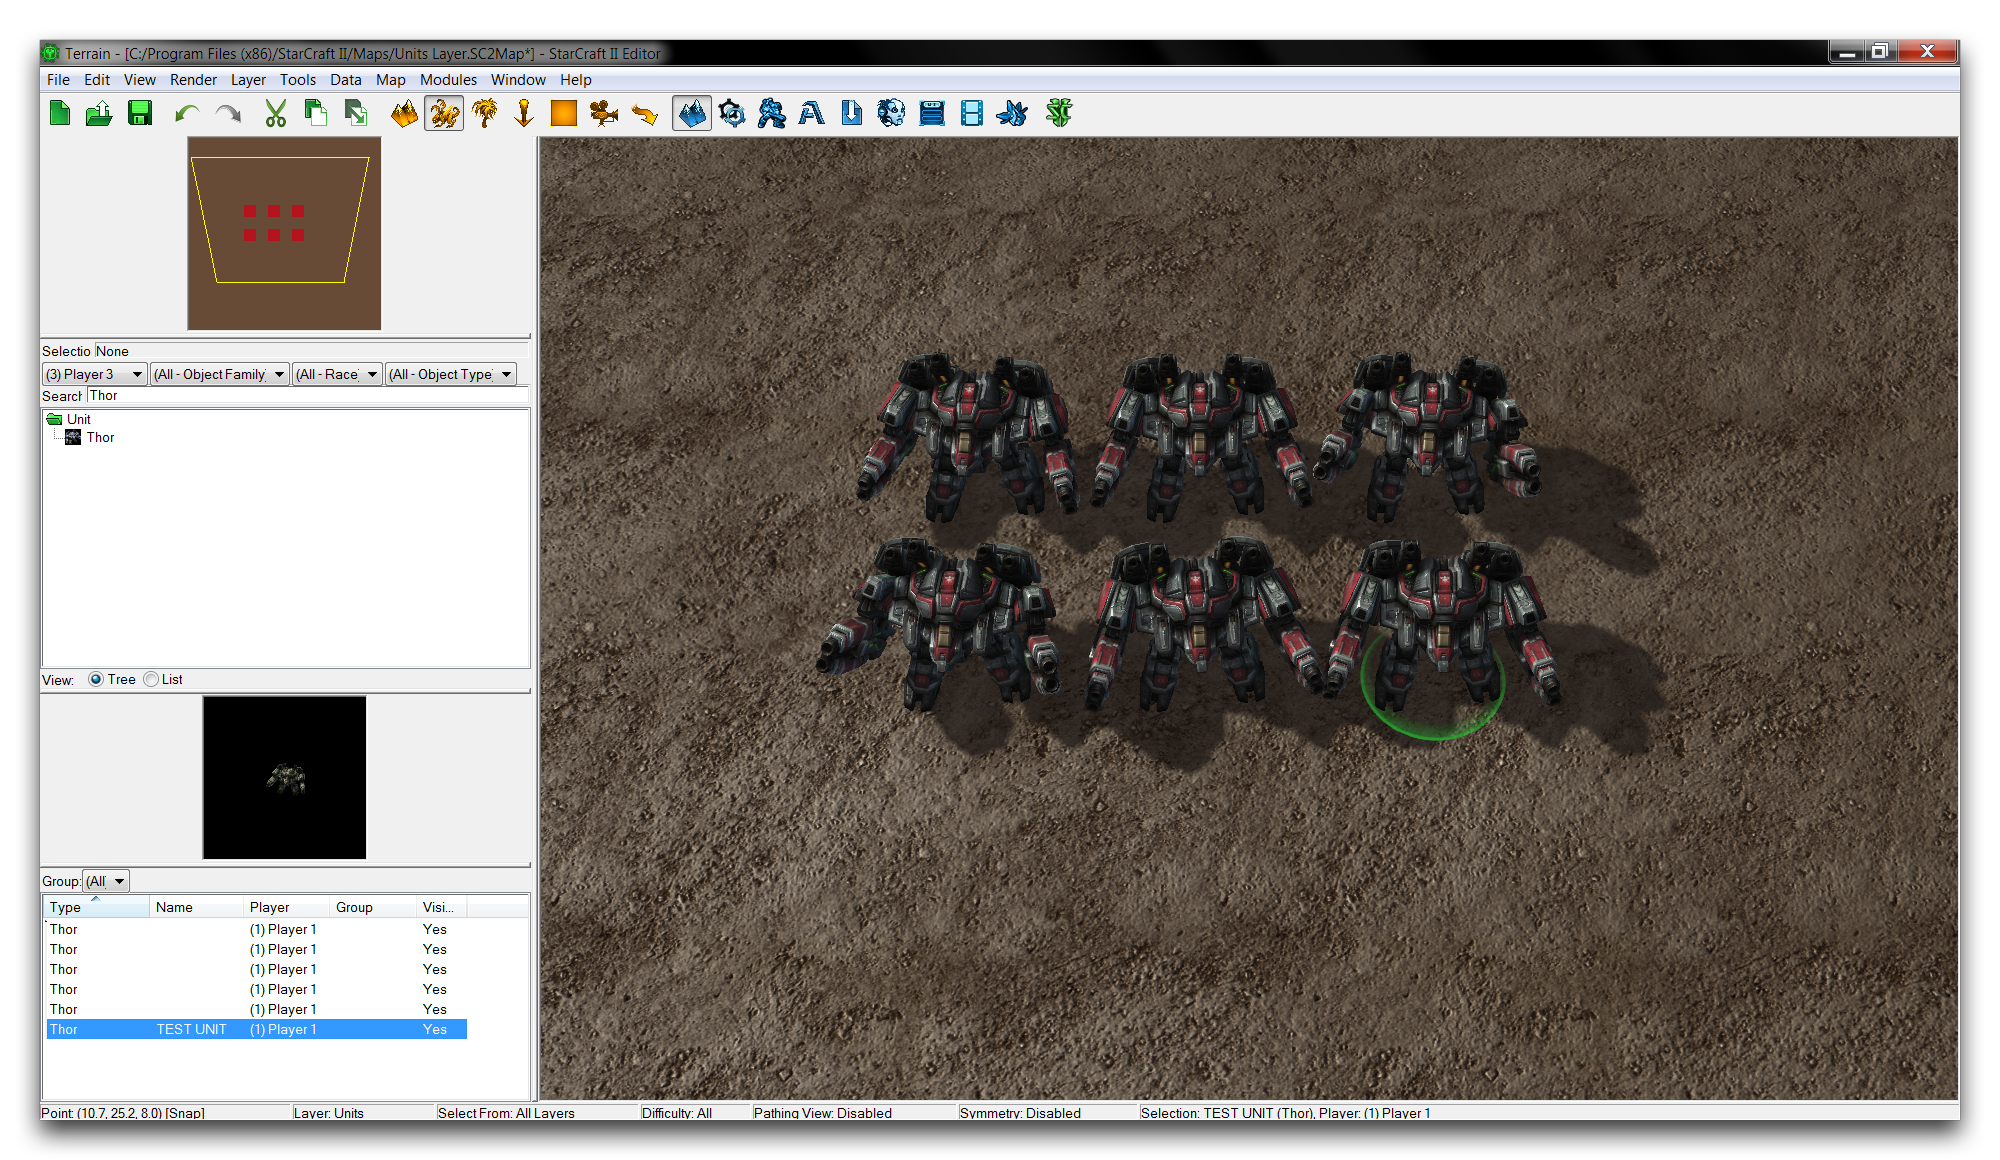 Terrain - [C:/Program Files (x86)/StarCraft II/Maps/Units Layer.SC2Map*] - StarCraft II Editor
File Edit View Render Layer Tools Data Map Modules Window Help
Selectio None
(3) Player 3 (All - Object Family) (All - Race) (All - Object Type)
Search Thor
Unit
Thor
View: Tree List
Group: (All)
Type Name Player Group Visi...
Thor (1) Player 1 Yes
Thor (1) Player 1 Yes
Thor (1) Player 1 Yes
Thor (1) Player 1 Yes
Thor (1) Player 1 Yes
Thor TEST UNIT (1) Player 1 Yes
Point: (10.7, 25.2, 8.0) [Snap] Layer: Units Select From: All Layers Difficulty: All Pathing View: Disabled Symmetry: Disabled Selection: TEST UNIT (Thor), Player: (1) Player 1